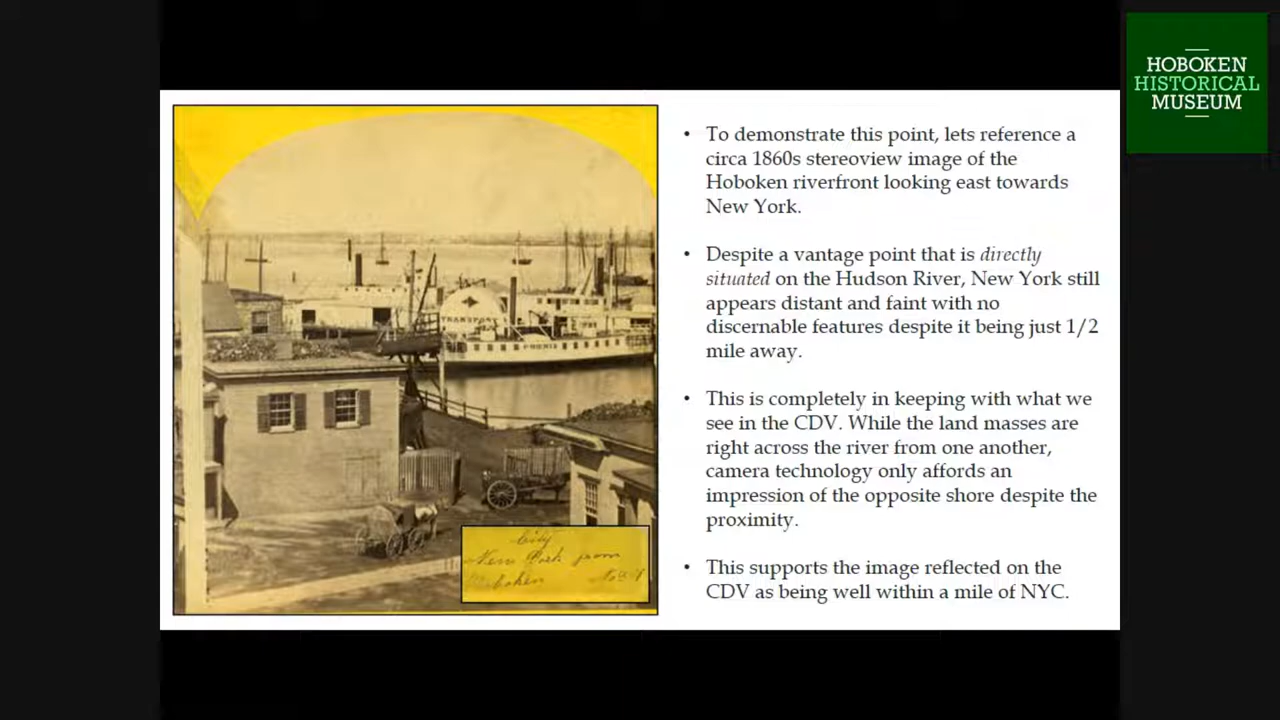 HOBOKEN
HISTORICAL
MUSEUM
• To demonstrate this point, lets reference a
circa 1860s stereoview image of the
Hoboken riverfront looking east towards
New York.
• Despite a vantage point that is directly
situated on the Hudson River, New York still
appears distant and faint with no
discernable features despite it being just 1/2
mile away.
• This is completely in keeping with what we
see in the CDV. While the land masses are
right across the river from one another,
camera technology only affords an
impression of the opposite shore despite the
proximity.
• This supports the image reflected on the
CDV as being well within a mile of NYC.
TRANSPORT
PHENIX
City
New York from
Hoboken